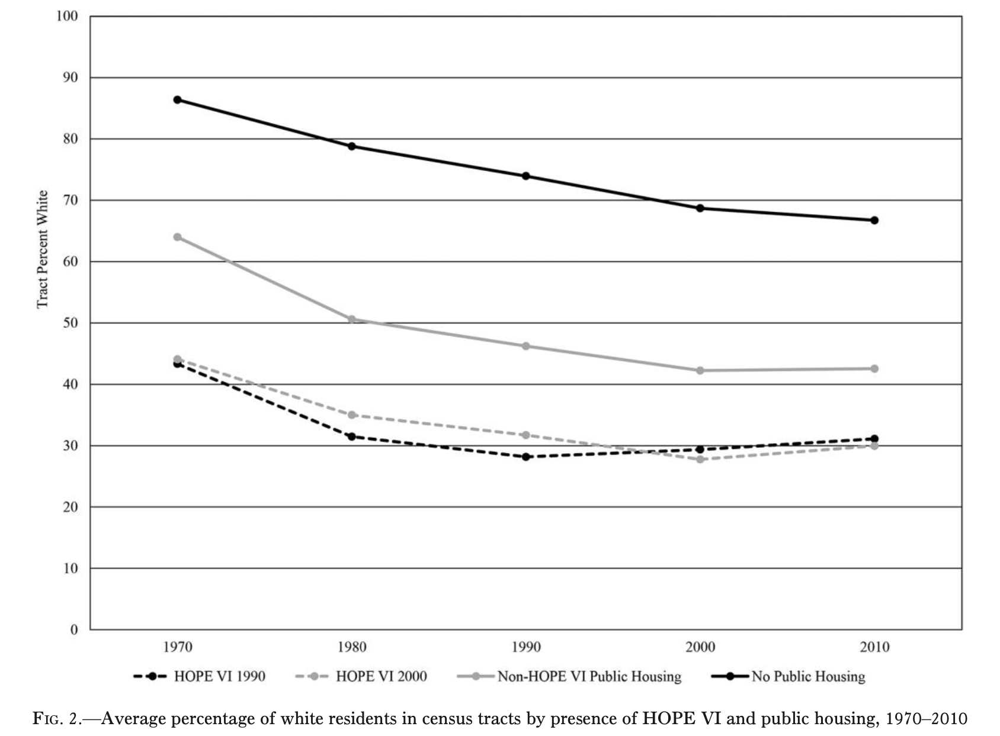 100
90
80
70
60
50
40
30
20
10
0
Tract Percent White
1970 1980 1990 2000 2010
HOPE VI 1990 HOPE VI 2000 Non-HOPE VI Public Housing No Public Housing
FIG. 2.—Average percentage of white residents in census tracts by presence of HOPE VI and public housing, 1970–2010